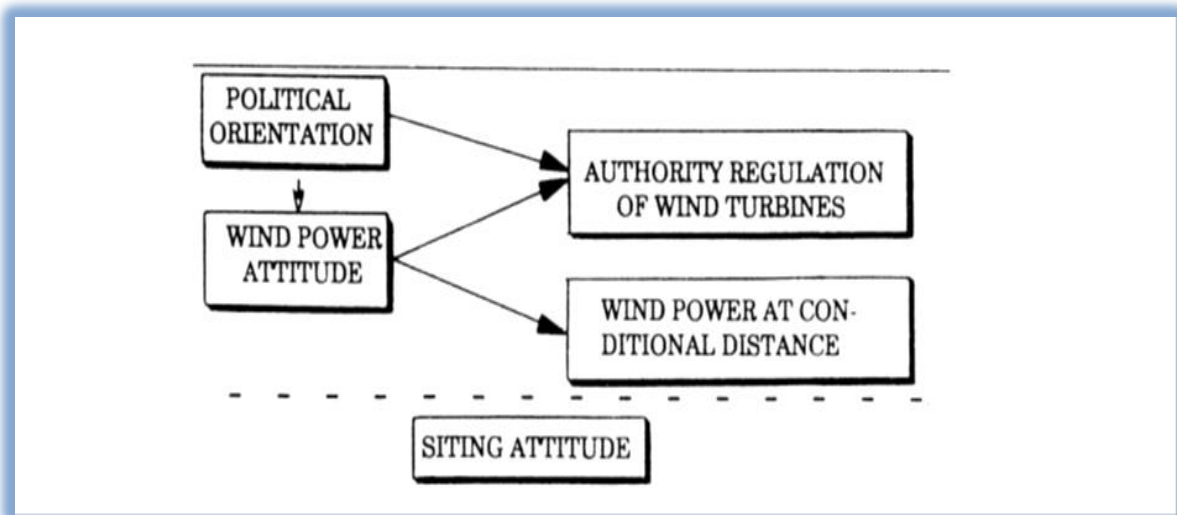 POLITICAL
ORIENTATION
WIND POWER
ATTITUDE
AUTHORITY REGULATION
OF WIND TURBINES
WIND POWER AT CON-
DITIONAL DISTANCE
SITING ATTITUDE